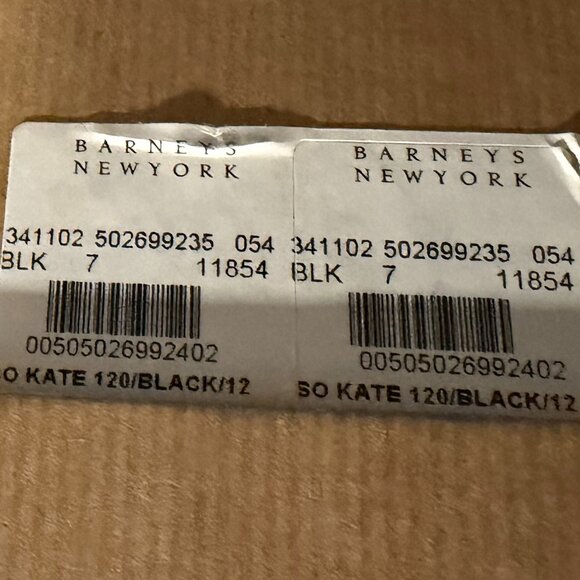 BARNEYS
NEWYORK
341102 502699235 054
BLK 7 11854
00505026992402
SO KATE 120/BLACK/12
BARNEYS
NEWYORK
341102 502699235 054
BLK 7 11854
00505026992402
SO KATE 120/BLACK/12